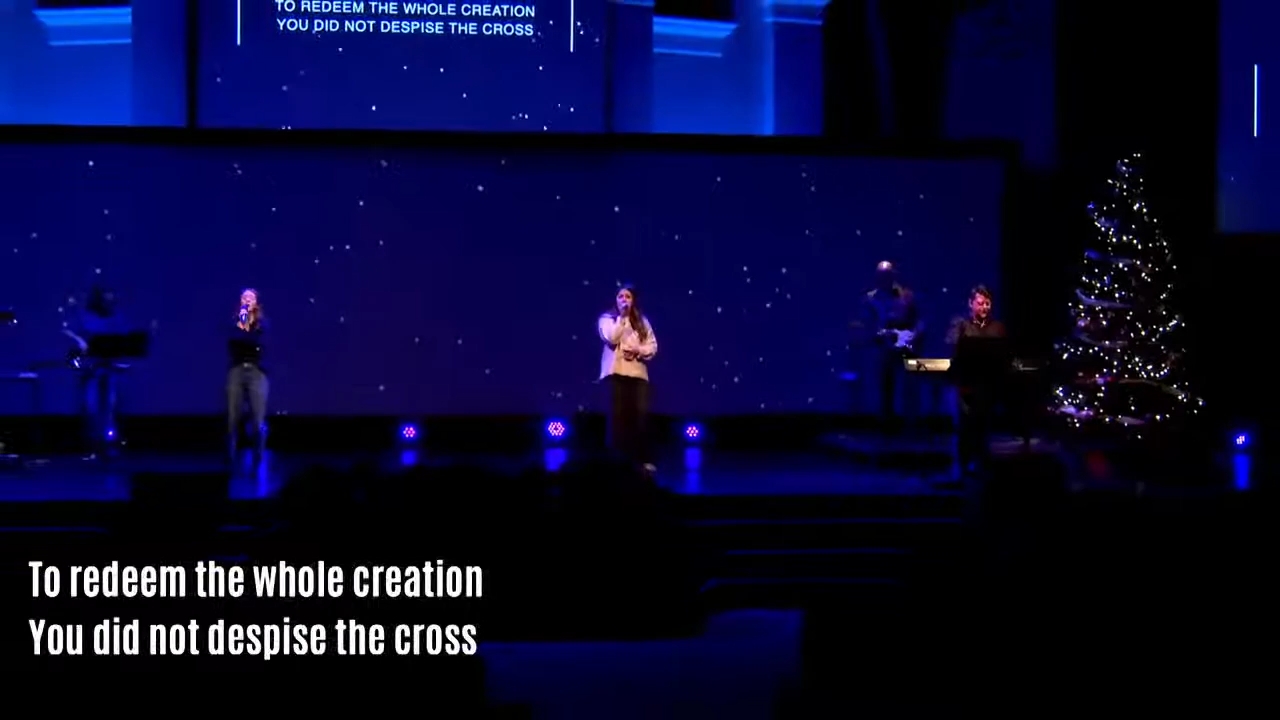 TO REDEEM THE WHOLE CREATION
YOU DID NOT DESPISE THE CROSS
To redeem the whole creation
You did not despise the cross